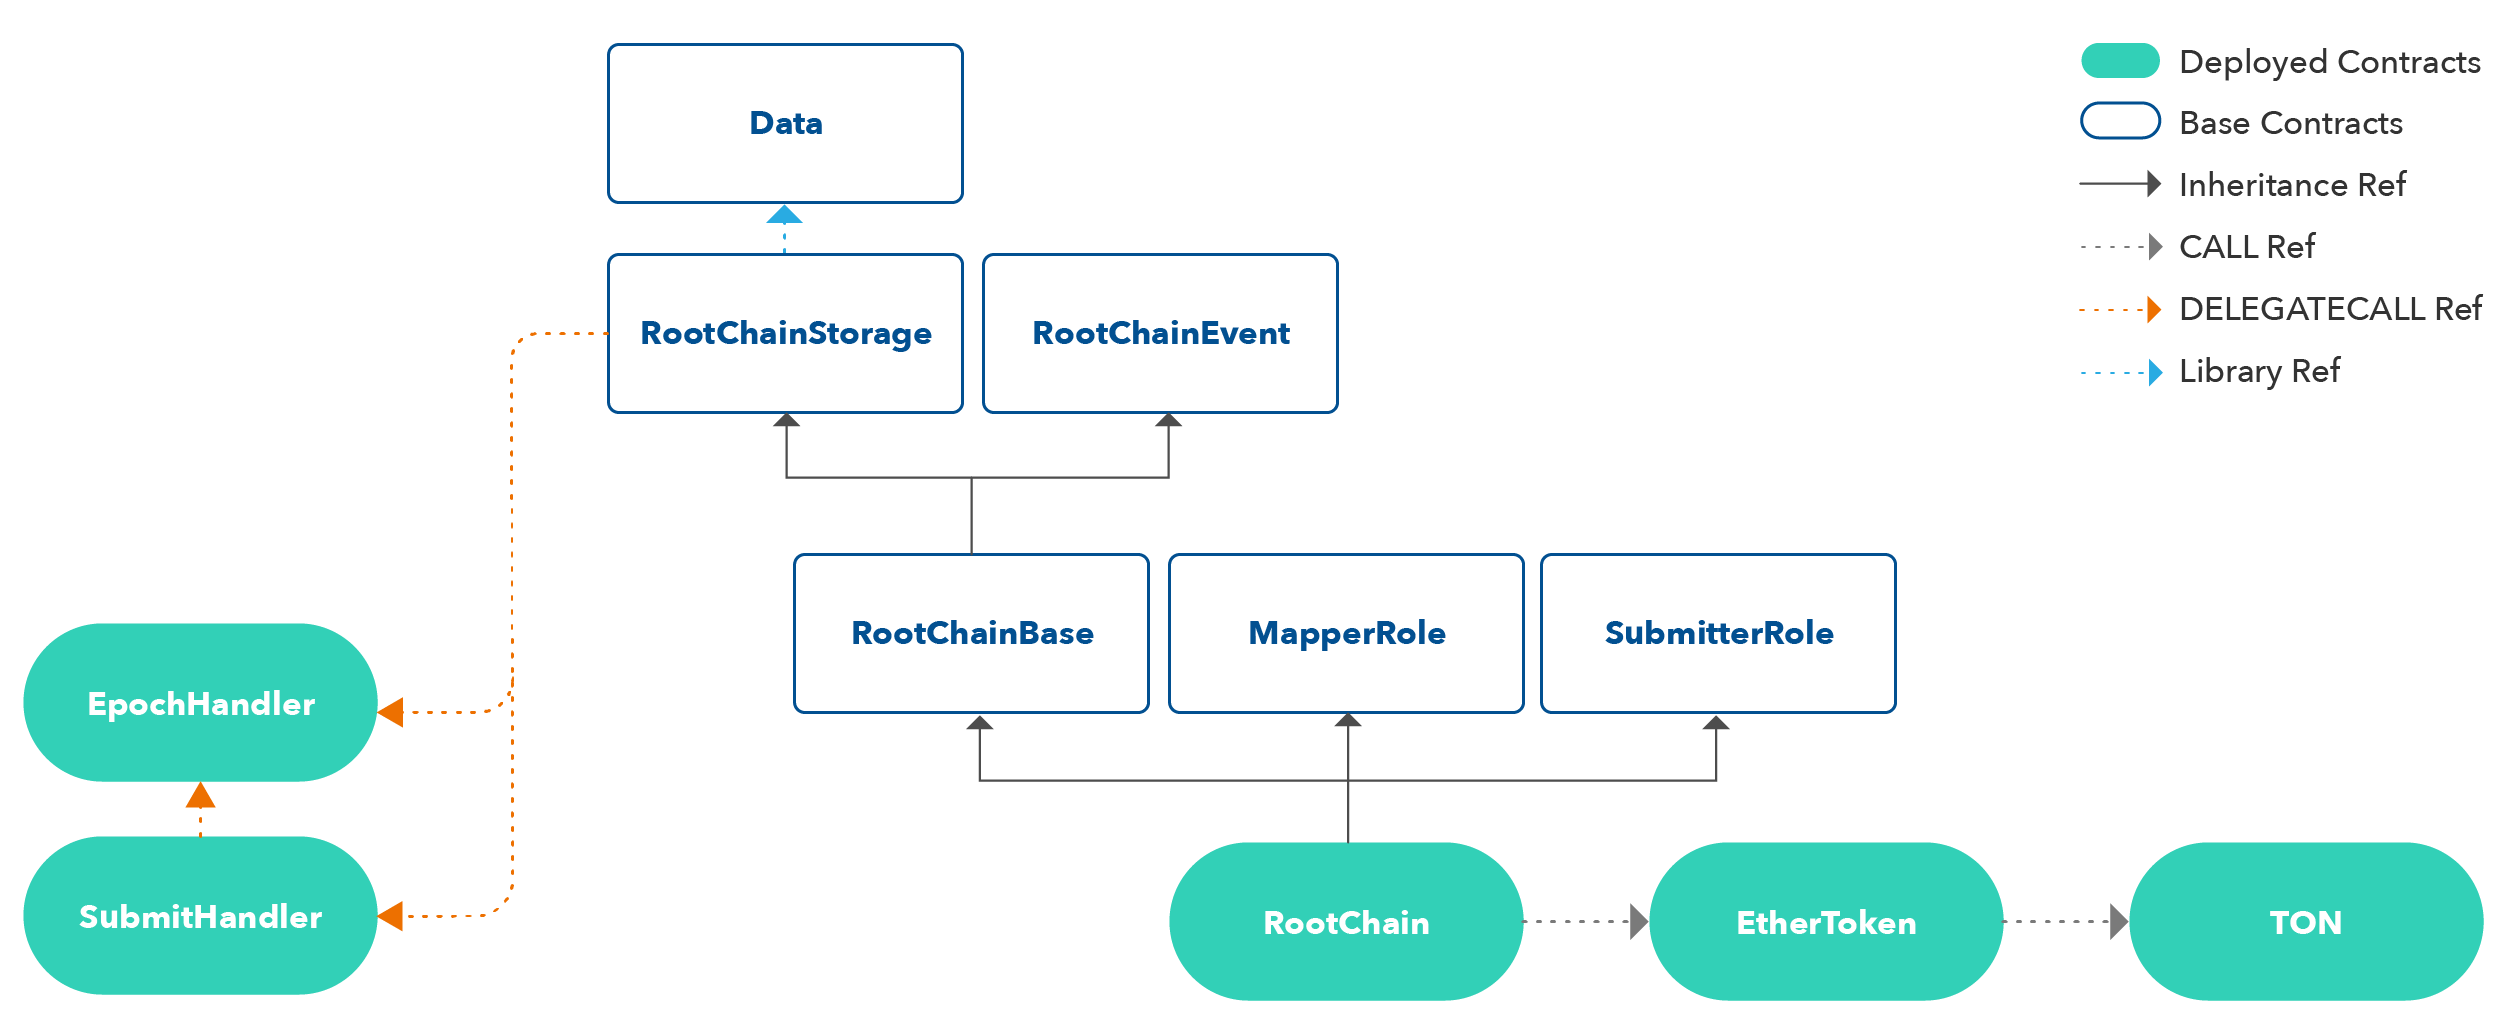 Data
RootChainStorage
RootChainEvent
RootChainBase
MapperRole
SubmitterRole
EpochHandler
SubmitHandler
RootChain
EtherToken
TON
Deployed Contracts
Base Contracts
Inheritance Ref
CALL Ref
DELEGATECALL Ref
Library Ref